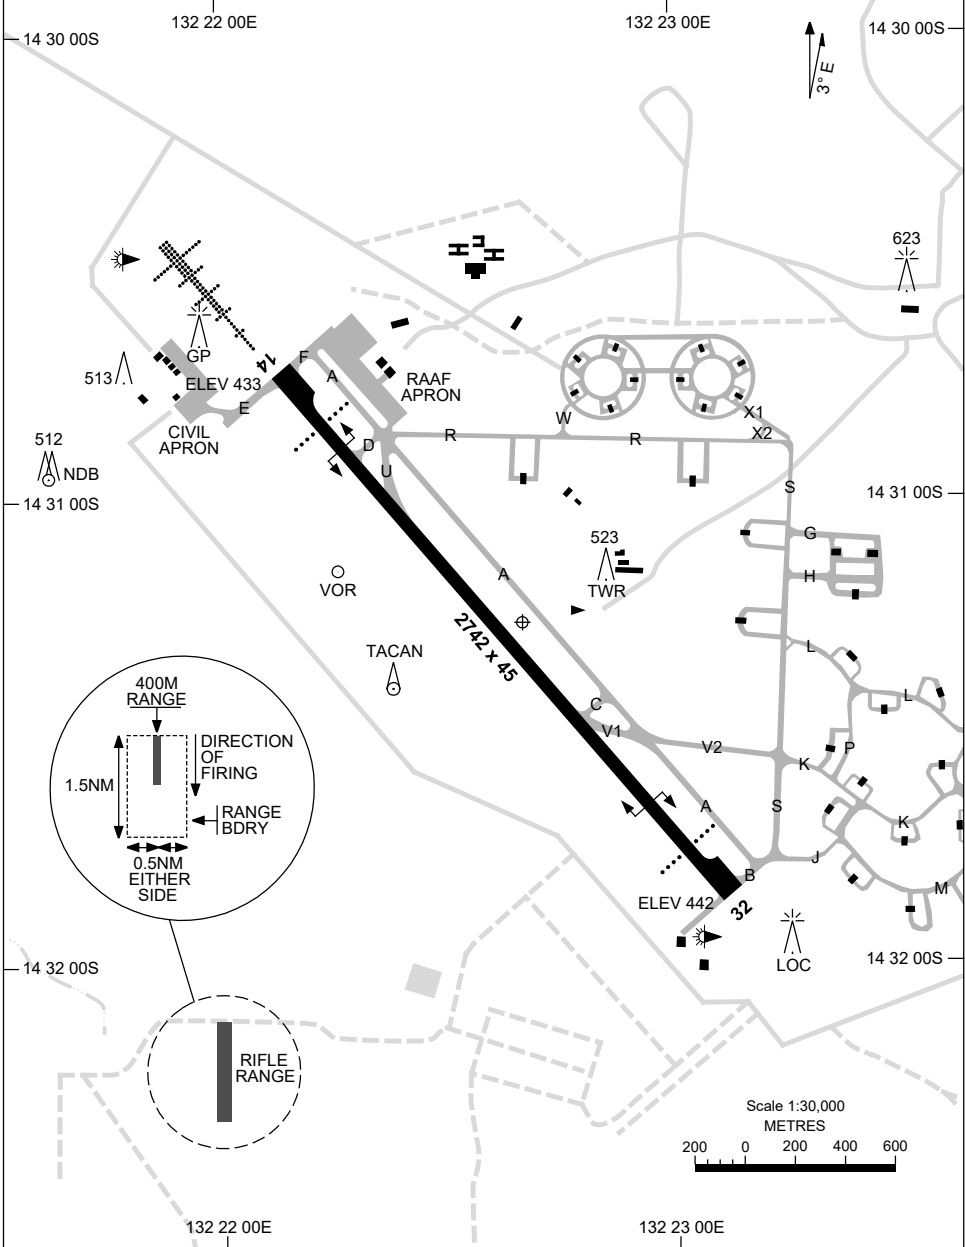 132 22 00E
132 23 00E
14 30 00S
14 30 00S
3° E
623
GP
14
F
513
ELEV 433
A
RAAF
APRON
E
X1
W
CIVIL
APRON
X2
R
R
D
512
NDB
U
S
14 31 00S
14 31 00S
G
523
A
H
TWR
VOR
2742 x 45
L
TACAN
400M
RANGE
L
C
V1
DIRECTION
OF
FIRING
V2
P
K
1.5NM
A
S
RANGE
BDRY
K
0.5NM
EITHER
SIDE
J
B
M
ELEV 442
32
LOC
14 32 00S
14 32 00S
RIFLE
RANGE
Scale 1:30,000
METRES
200 0 200 400 600
132 22 00E
132 23 00E